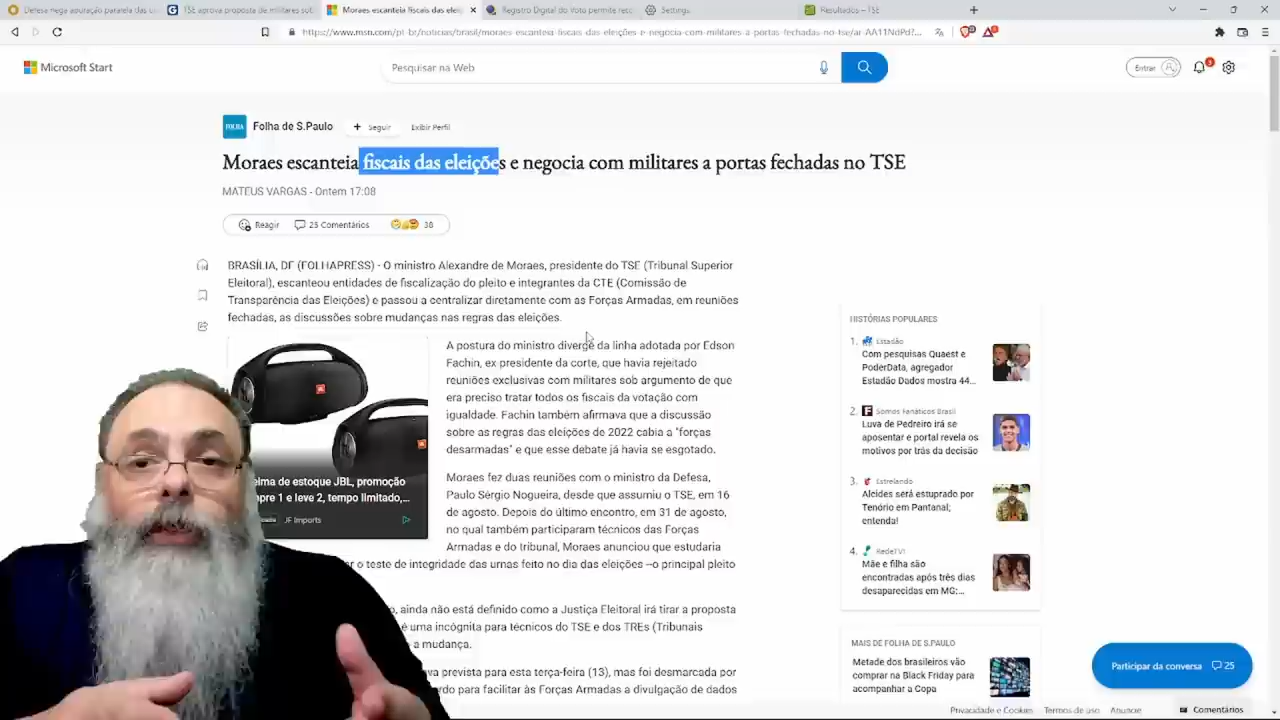 Defesa nega apuração paralela das u
TSE aprova proposta de militares sob
Moraes escanteia fiscais das elei
Registro Digital do Voto permite rec
Settings
Resultados — TSE
https://www.msn.com/pt-br/noticias/brasil/moraes-escanteia-fiscais-das-eleições-e-negocia-com-militares-a-portas-fechadas-no-tse/ar-AA11NdPd?...
Microsoft Start
Pesquisar na Web
Entrar
3
FOLHA
Folha de S.Paulo
+ Seguir
Exibir Perfil
Moraes escanteia fiscais das eleições e negocia com militares a portas fechadas no TSE
MATEUS VARGAS - Ontem 17:08
Reagir
25 Comentários
38
BRASÍLIA, DF (FOLHAPRESS) - O ministro Alexandre de Moraes, presidente do TSE (Tribunal Superior
Eleitoral), escanteou entidades de fiscalização do pleito e integrantes da CTE (Comissão de
Transparência das Eleições) e passou a centralizar diretamente com as Forças Armadas, em reuniões
fechadas, as discussões sobre mudanças nas regras das eleições.
A postura do ministro diverge da linha adotada por Edson
Fachin, ex-presidente da corte, que havia rejeitado
reuniões exclusivas com militares sob argumento de que
era preciso tratar todos os fiscais da votação com
igualdade. Fachin também afirmava que a discussão
sobre as regras das eleições de 2022 cabia a "forças
desarmadas" e que esse debate já havia se esgotado.
elma de estoque JBL, promoção
mpre 1 e leve 2, tempo limitado,...
JF Imports
Moraes fez duas reuniões com o ministro da Defesa,
Paulo Sérgio Nogueira, desde que assumiu o TSE, em 16
de agosto. Depois do último encontro, em 31 de agosto,
no qual também participaram técnicos das Forças
Armadas e do tribunal, Moraes anunciou que estudaria
r o teste de integridade das urnas feito no dia das eleições –o principal pleito
, ainda não está definido como a Justiça Eleitoral irá tirar a proposta
é uma incógnita para técnicos do TSE e dos TREs (Tribunais
a mudança.
va prevista para esta terça-feira (13), mas foi desmarcada por
rdo para facilitar às Forças Armadas a divulgação de dados
HISTÓRIAS POPULARES
1. Estadão
Com pesquisas Quaest e
PoderData, agregador
Estadão Dados mostra 44...
2. Somos Fanáticos Brasil
Luva de Pedreiro irá se
aposentar e portal revela os
motivos por trás da decisão
3. Estrelando
Alcides será estuprado por
Tenório em Pantanal;
entenda!
4. RedeTV!
Mãe e filha são
encontradas após três dias
desaparecidas em MG:...
MAIS DE FOLHA DE S.PAULO
Metade dos brasileiros vão
comprar na Black Friday para
acompanhar a Copa
Participar da conversa 25
Privacidade e Cookies
Termos de uso
Anuncie
Comentários